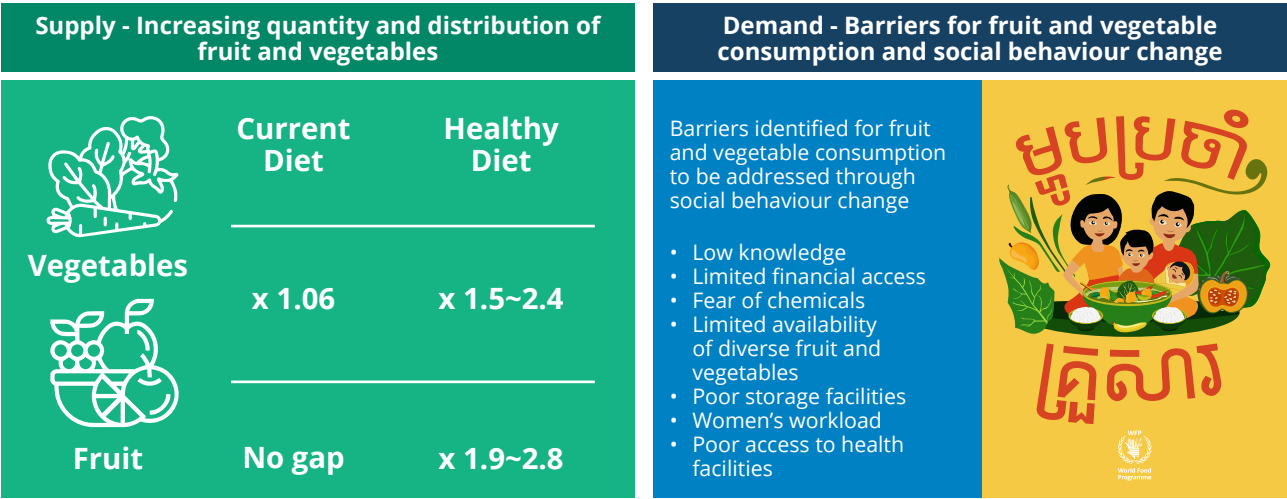 Supply - Increasing quantity and distribution of
fruit and vegetables
Current
Diet
Healthy
Diet
Vegetables
x 1.06
x 1.5~2.4
Fruit
No gap
x 1.9~2.8
Demand - Barriers for fruit and vegetable
consumption and social behaviour change
Barriers identified for fruit
and vegetable consumption
to be addressed through
social behaviour change
• Low knowledge
• Limited financial access
• Fear of chemicals
• Limited availability
of diverse fruit and
vegetables
• Poor storage facilities
• Women’s workload
• Poor access to health
facilities
ម្ហូបប្រចាំ
គ្រួសារ
WFP
World Food
Programme